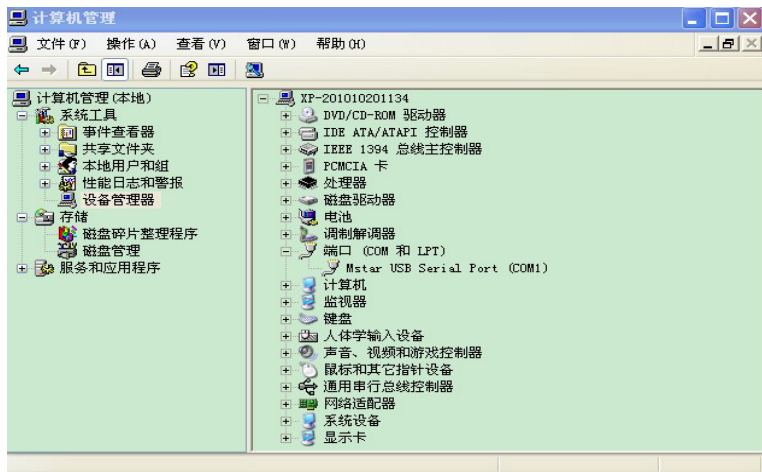 计算机管理
文件(F) 操作(A) 查看(V) 窗口(W) 帮助(H)
计算机管理(本地)
系统工具
事件查看器
共享文件夹
本地用户和组
性能日志和警报
设备管理器
存储
磁盘碎片整理程序
磁盘管理
服务和应用程序
XP-201010201134
DVD/CD-ROM 驱动器
IDE ATA/ATAPI 控制器
IEEE 1394 总线主控制器
PCMCIA 卡
处理器
磁盘驱动器
电池
调制解调器
端口 (COM 和 LPT)
Mstar USB Serial Port (COM1)
计算机
监视器
键盘
人体学输入设备
声音、视频和游戏控制器
鼠标和其它指针设备
通用串行总线控制器
网络适配器
系统设备
显示卡